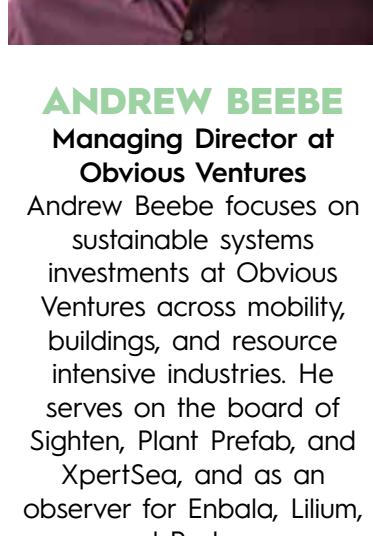 ANDREW BEEBE
Managing Director at
Obvious Ventures
Andrew Beebe focuses on
sustainable systems
investments at Obvious
Ventures across mobility,
buildings, and resource
intensive industries. He
serves on the board of
Sighten, Plant Prefab, and
XpertSea, and as an
observer for Enbala, Lilium,